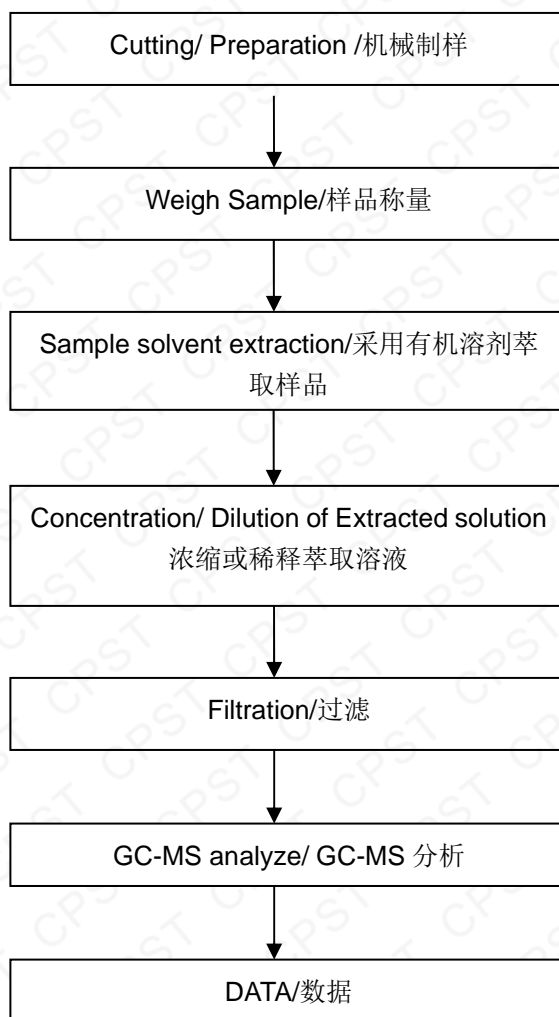 Cutting/ Preparation /机械制样
Weigh Sample/样品称量
Sample solvent extraction/采用有机溶剂萃
取样品
Concentration/ Dilution of Extracted solution
浓缩或稀释萃取溶液
Filtration/过滤
GC-MS analyze/ GC-MS 分析
DATA/数据
CPST